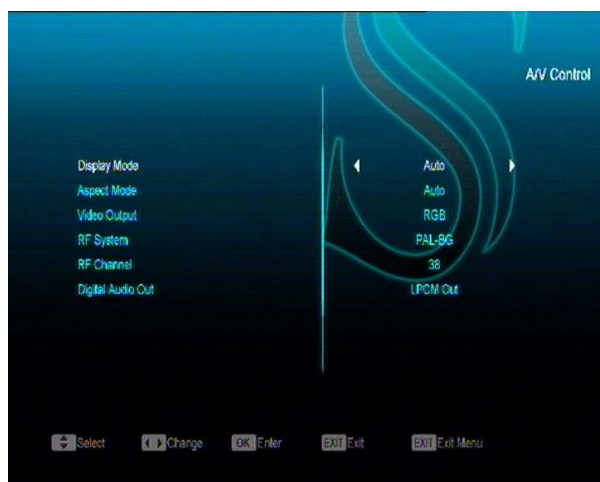 A/V Control
Display Mode Auto
Aspect Mode Auto
Video Output RGB
RF System PAL-BG
RF Channel 38
Digital Audio Out LPCM Out
Select Change OK Enter EXIT Exit EXIT Exit Menu